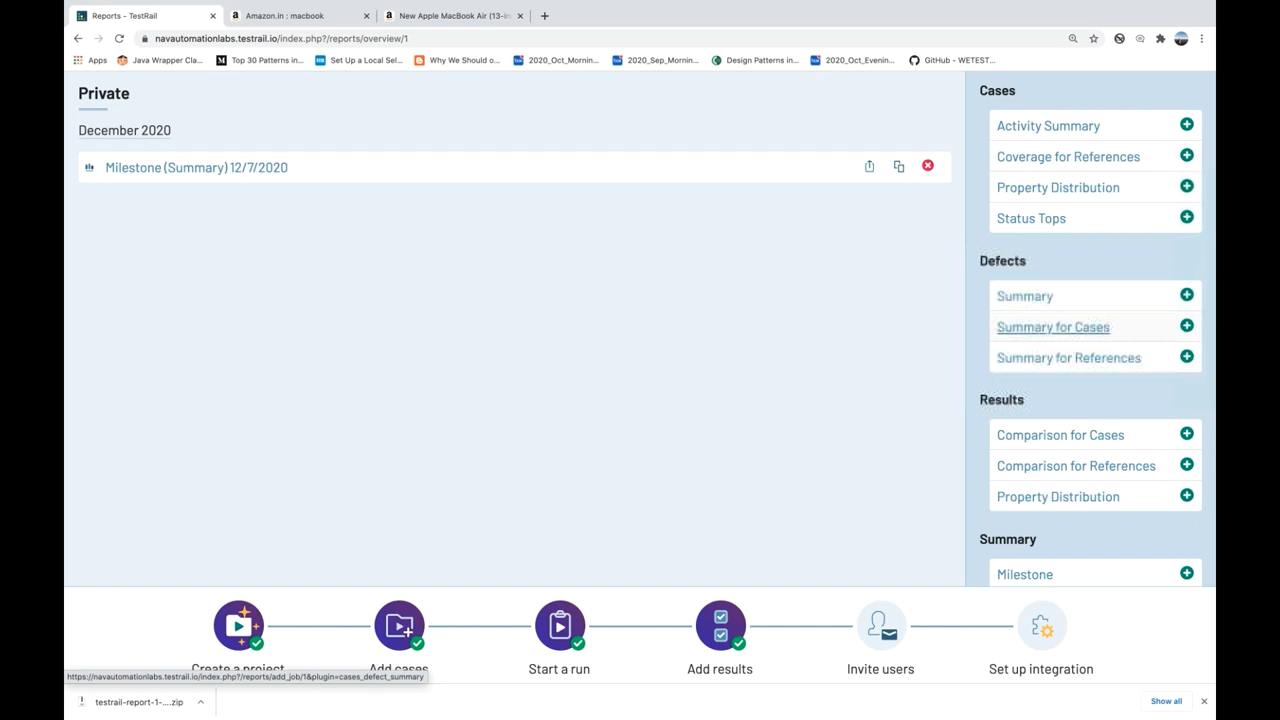 Reports - TestRail
Amazon.in : macbook
New Apple MacBook Air (13-in
navautomationlabs.testrail.io/index.php?/reports/overview/1
Apps
Java Wrapper Cla...
Top 30 Patterns in...
Set Up a Local Sel...
Why We Should o...
2020_Oct_Mornin...
2020_Sep_Mornin...
Design Patterns in...
2020_Oct_Evenin...
GitHub - WETEST...
Private
December 2020
Milestone (Summary) 12/7/2020
Cases
Activity Summary
Coverage for References
Property Distribution
Status Tops
Defects
Summary
Summary for Cases
Summary for References
Results
Comparison for Cases
Comparison for References
Property Distribution
Summary
Milestone
Create a project
Add cases
Start a run
Add results
Invite users
Set up integration
https://navautomationlabs.testrail.io/index.php?/reports/add_job/1&plugin=cases_defect_summary
testrail-report-1-....zip
Show all